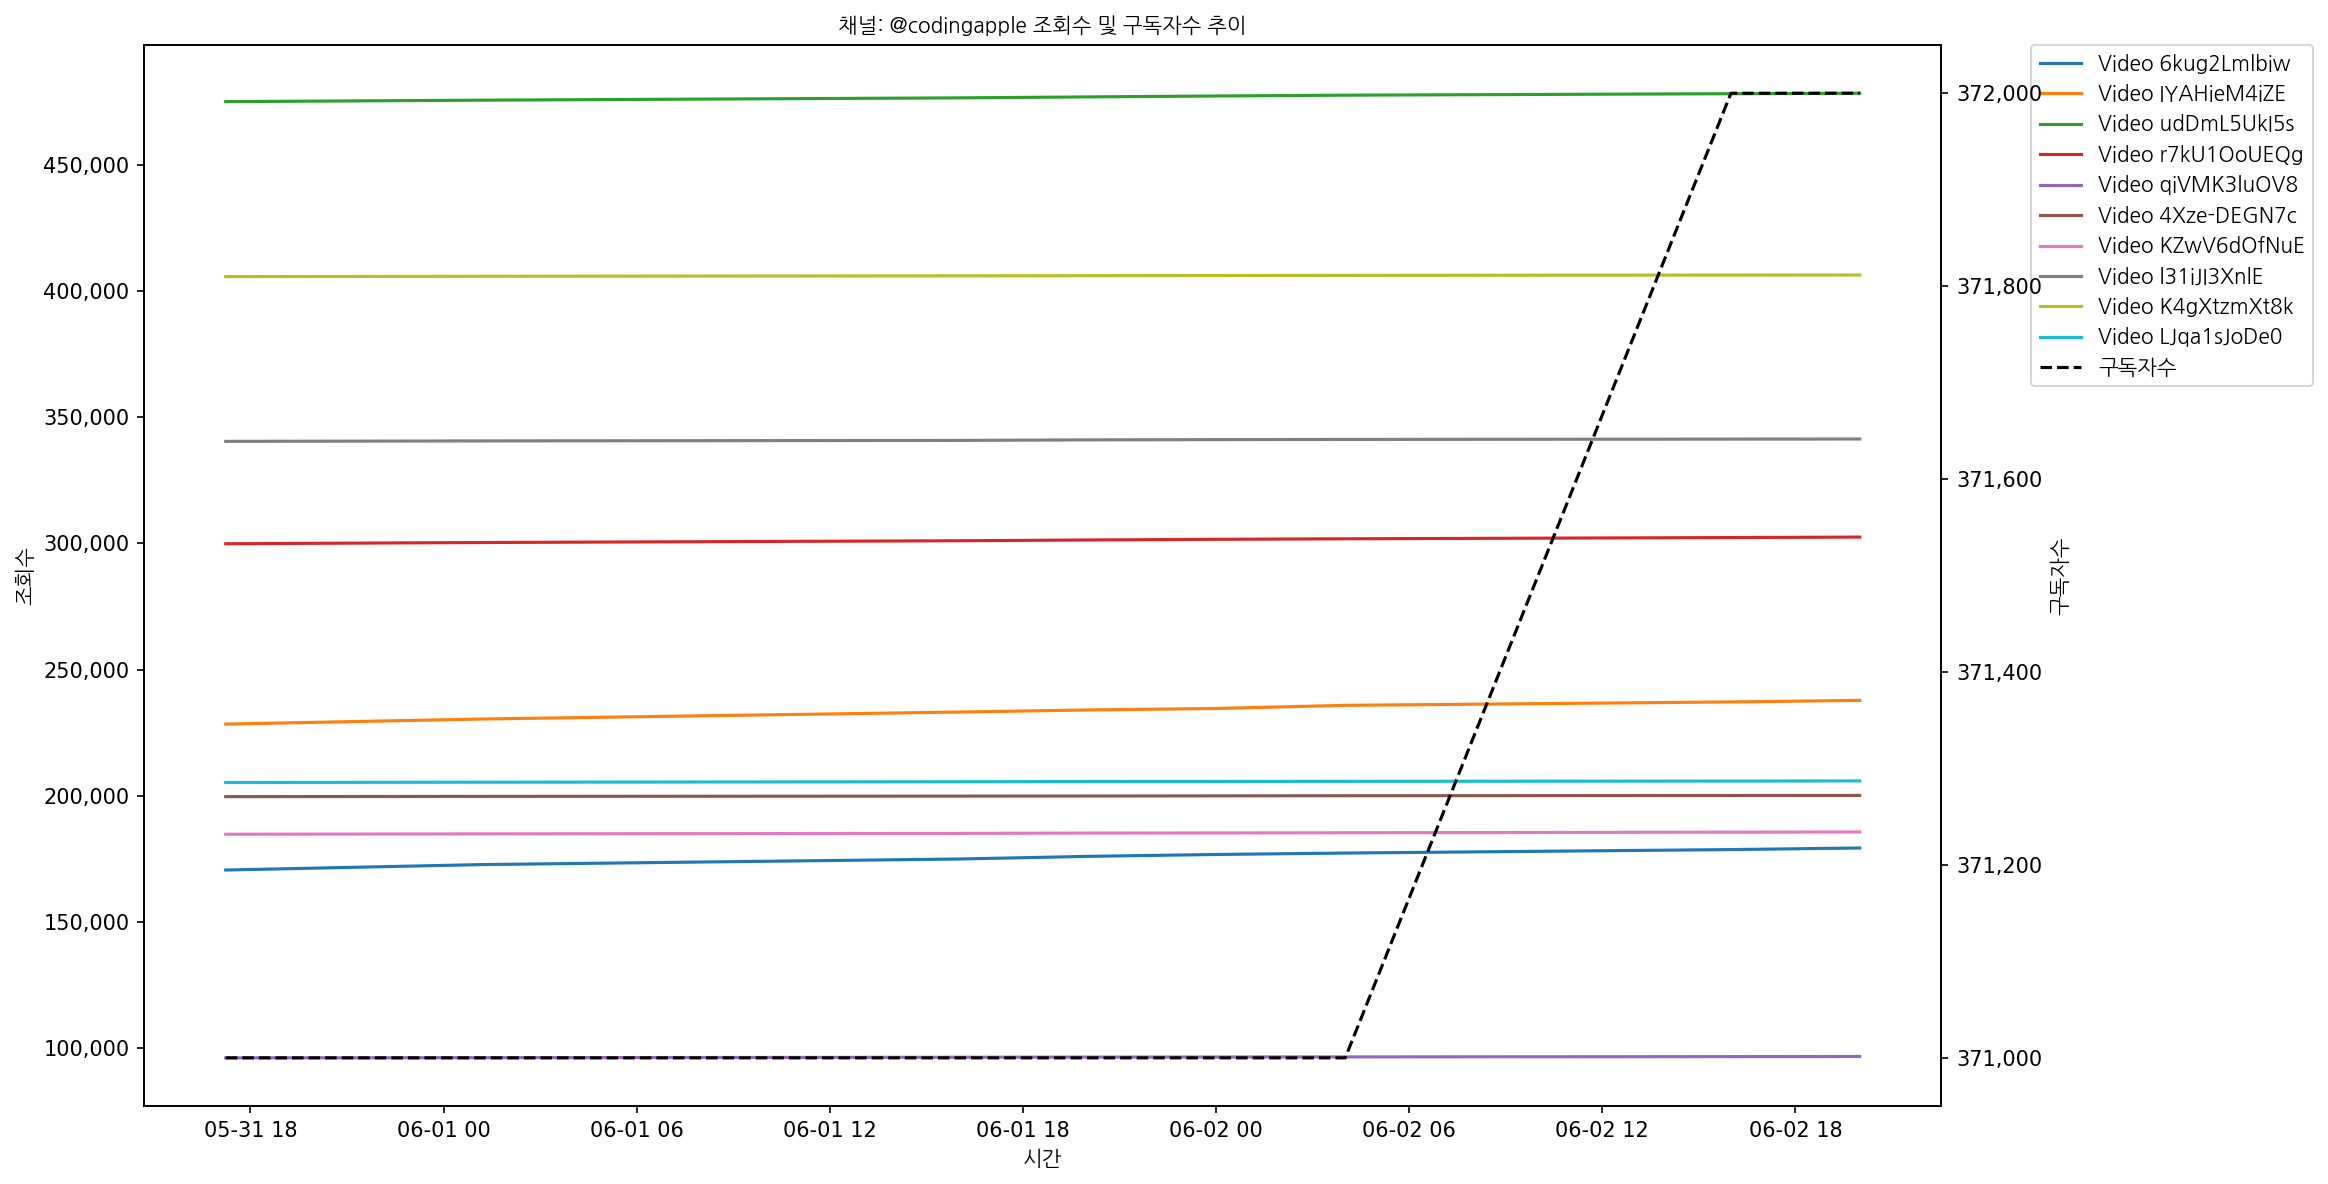 채널: @codingapple 조회수 및 구독자수 추이
조회수
450,000
400,000
350,000
300,000
250,000
200,000
150,000
100,000
05-31 18
06-01 00
06-01 06
06-01 12
06-01 18
06-02 00
06-02 06
06-02 12
06-02 18
시간
372,000
371,800
371,600
371,400
371,200
371,000
구독자수
Video 6kug2Lmlbiw
Video JYAHieM4jZE
Video udDmL5UkJ5s
Video r7kU1OoUEQg
Video qiVMK3luOV8
Video 4Xze-DEGN7c
Video KZwV6dOfNuE
Video l31jJJ3XnlE
Video K4gXtzmXt8k
Video LJqa1sJoDe0
구독자수